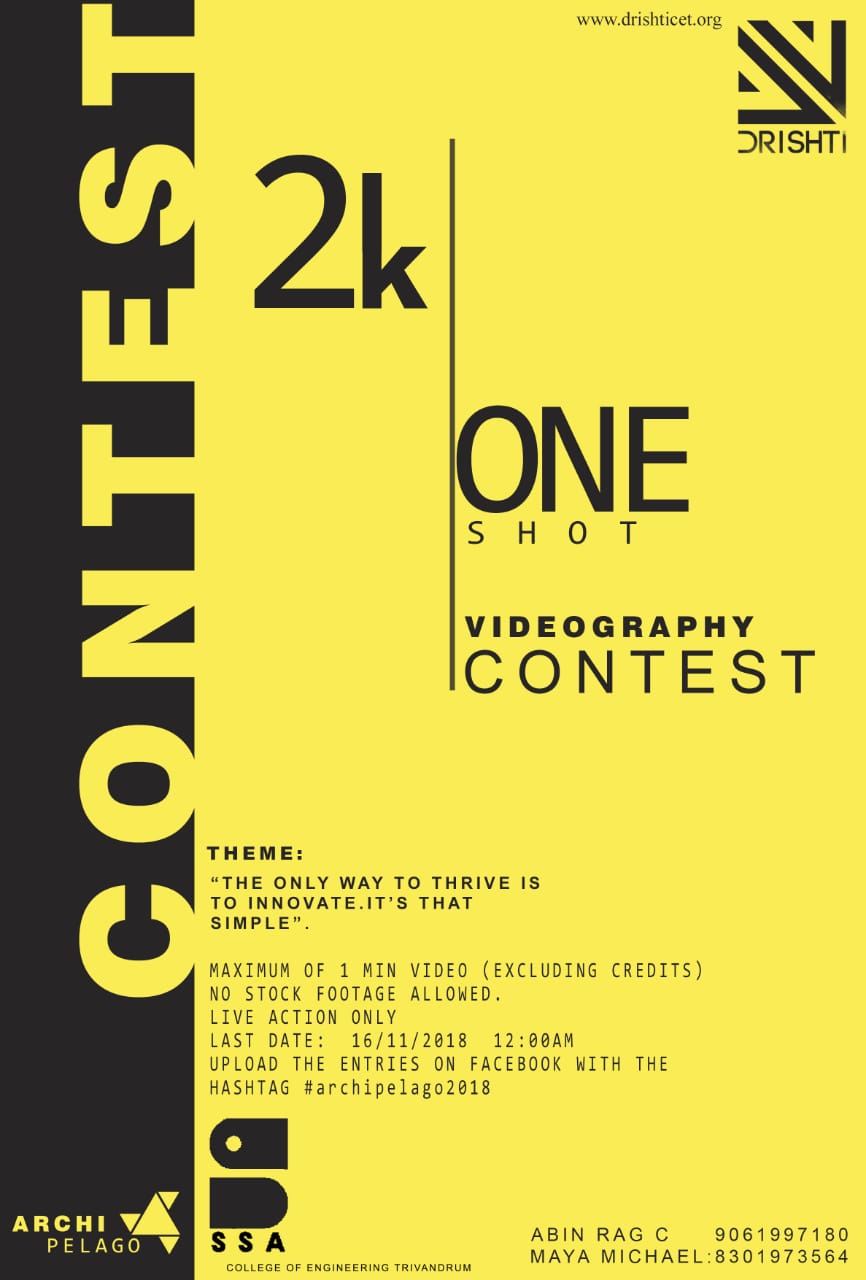 www.drishticet.org
DRISHTI
CONTEST
2k
ONE
SHOT
VIDEOGRAPHY
CONTEST
THEME:
“THE ONLY WAY TO THRIVE IS
TO INNOVATE.IT’S THAT
SIMPLE”.
MAXIMUM OF 1 MIN VIDEO (EXCLUDING CREDITS)
NO STOCK FOOTAGE ALLOWED.
LIVE ACTION ONLY
LAST DATE: 16/11/2018 12:00AM
UPLOAD THE ENTRIES ON FACEBOOK WITH THE
HASHTAG #archipelago2018
ARCHI
PELAGO
SSA
COLLEGE OF ENGINEERING TRIVANDRUM
ABIN RAG C 9061997180
MAYA MICHAEL:8301973564